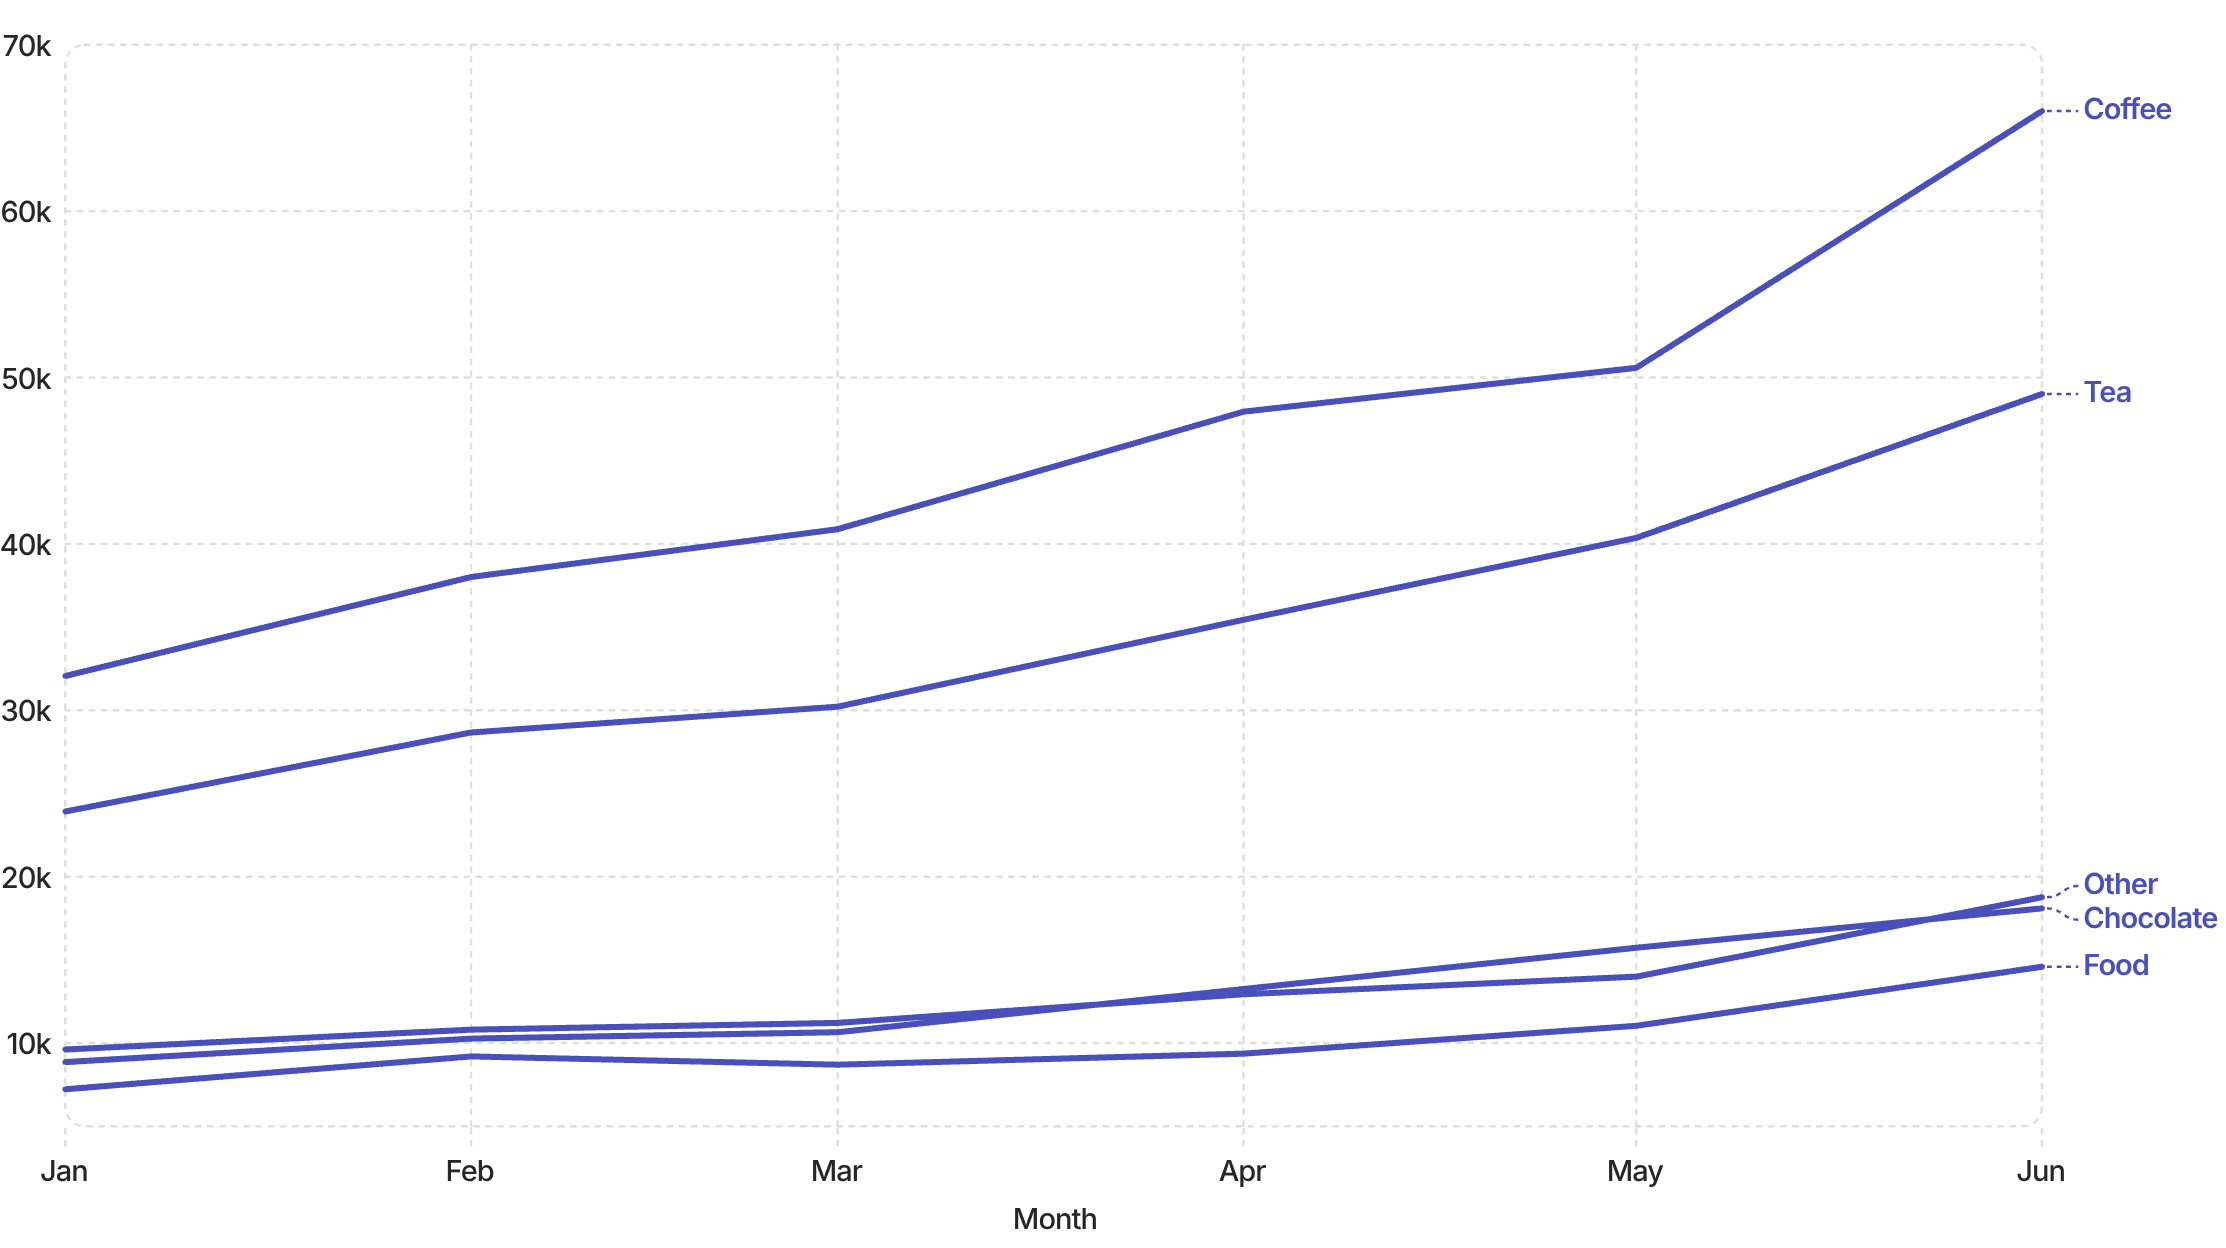 70k
60k
50k
40k
30k
20k
10k
Coffee
Tea
Other
Chocolate
Food
Jan Feb Mar Apr May Jun
Month